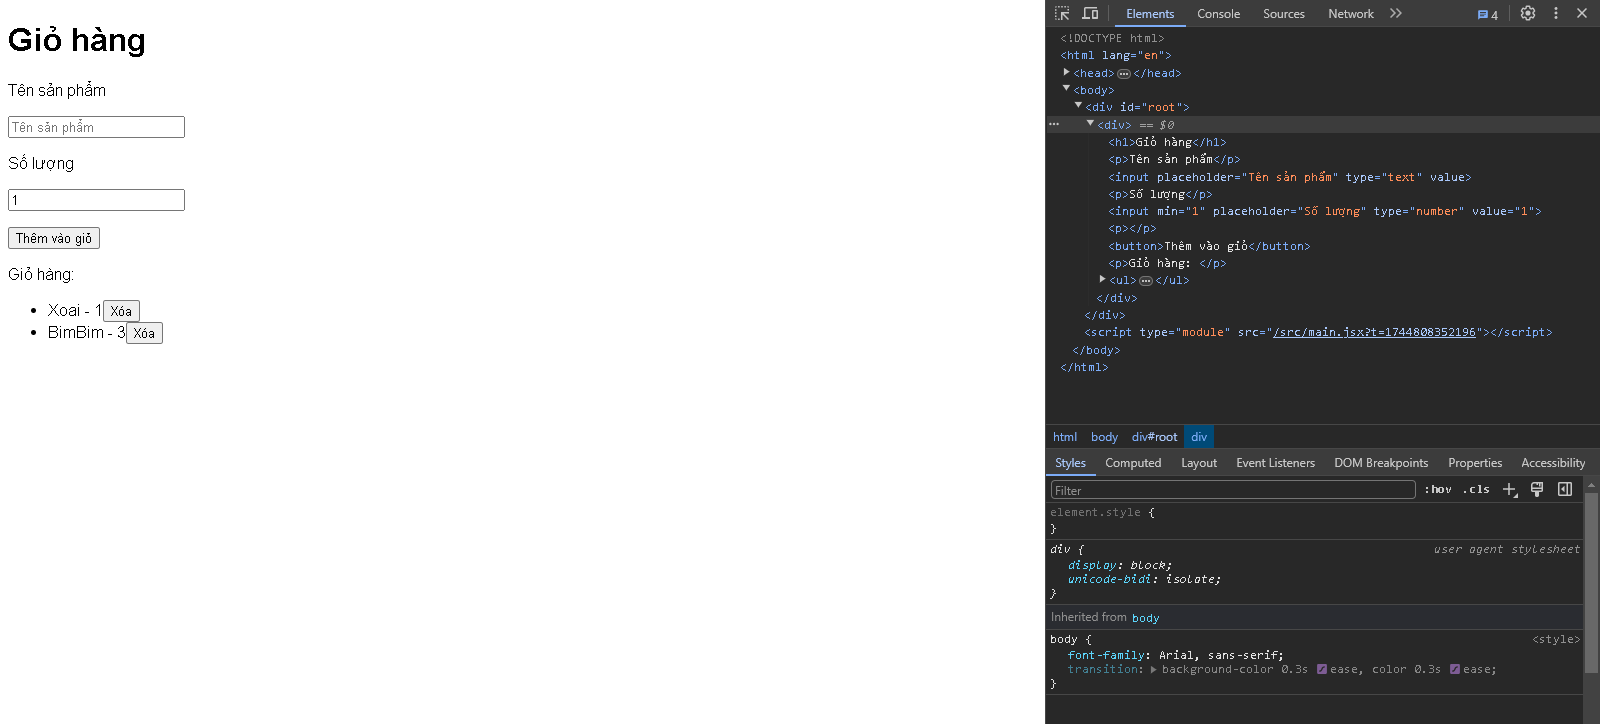 Giỏ hàng
Tên sản phẩm
Tên sản phẩm
Số lượng
1
Thêm vào giỏ
Giỏ hàng:
Xoai - 1 Xóa
BimBim - 3 Xóa
Elements Console Sources Network 4
<!DOCTYPE html>
<html lang="en">
<head> ••• </head>
<body>
<div id="root">
••• <div> == $0
<h1>Giỏ hàng</h1>
<p>Tên sản phẩm</p>
<input placeholder="Tên sản phẩm" type="text" value>
<p>Số lượng</p>
<input min="1" placeholder="Số lượng" type="number" value="1">
<p></p>
<button>Thêm vào giỏ</button>
<p>Giỏ hàng: </p>
<ul> ••• </ul>
</div>
</div>
<script type="module" src="/src/main.jsx?t=1744808352196"></script>
</body>
</html>
html body div#root div
Styles Computed Layout Event Listeners DOM Breakpoints Properties Accessibility
Filter :hov .cls
element.style {
}
div { user agent stylesheet
display: block;
unicode-bidi: isolate;
}
Inherited from body
body { <style>
font-family: Arial, sans-serif;
transition: background-color 0.3s ease, color 0.3s ease;
}